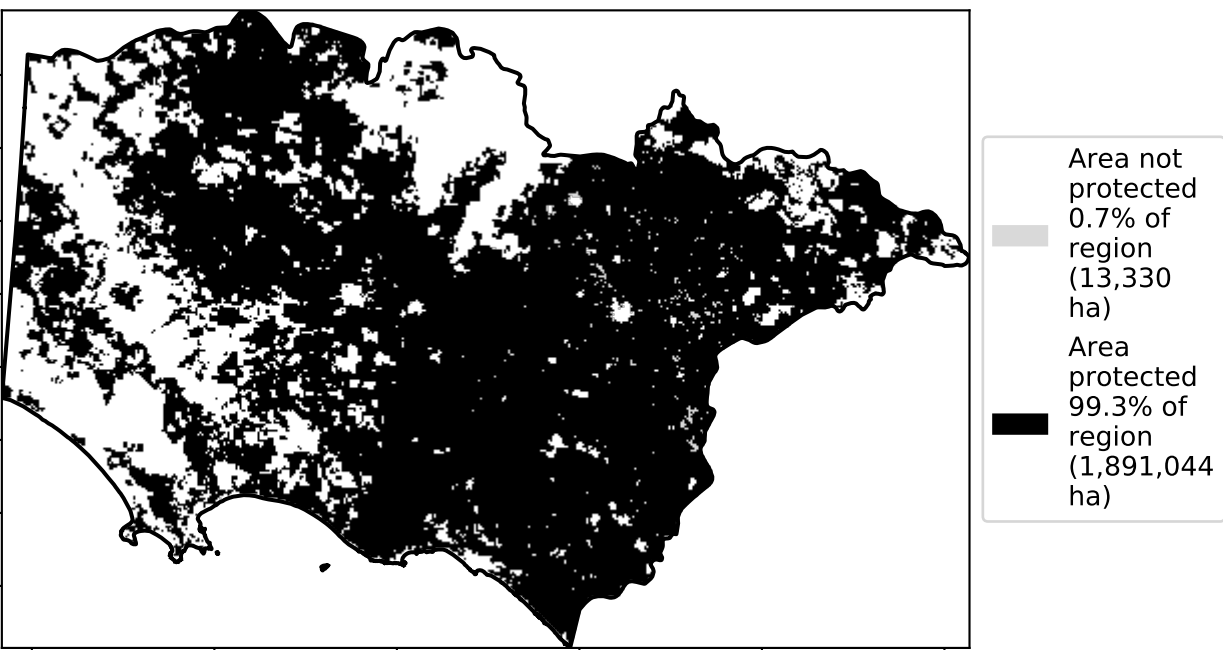 Area not
protected
0.7% of
region
(13,330
ha)
Area
protected
99.3% of
region
(1,891,044
ha)